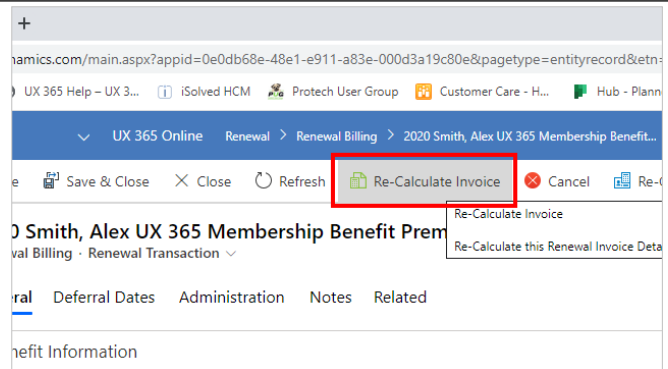 +
namics.com/main.aspx?appid=0e0db68e-48e1-e911-a83e-000d3a19c80e&pagetype=entityrecord&etn=
UX 365 Help – UX 3... iSolved HCM Protech User Group Customer Care - H... Hub - Plann
UX 365 Online Renewal > Renewal Billing > 2020 Smith, Alex UX 365 Membership Benefit...
e Save & Close Close Refresh Re-Calculate Invoice Cancel Re-
Re-Calculate Invoice
0 Smith, Alex UX 365 Membership Benefit Prem
Re-Calculate this Renewal Invoice Deta
val Billing · Renewal Transaction
eral Deferral Dates Administration Notes Related
nefit Information